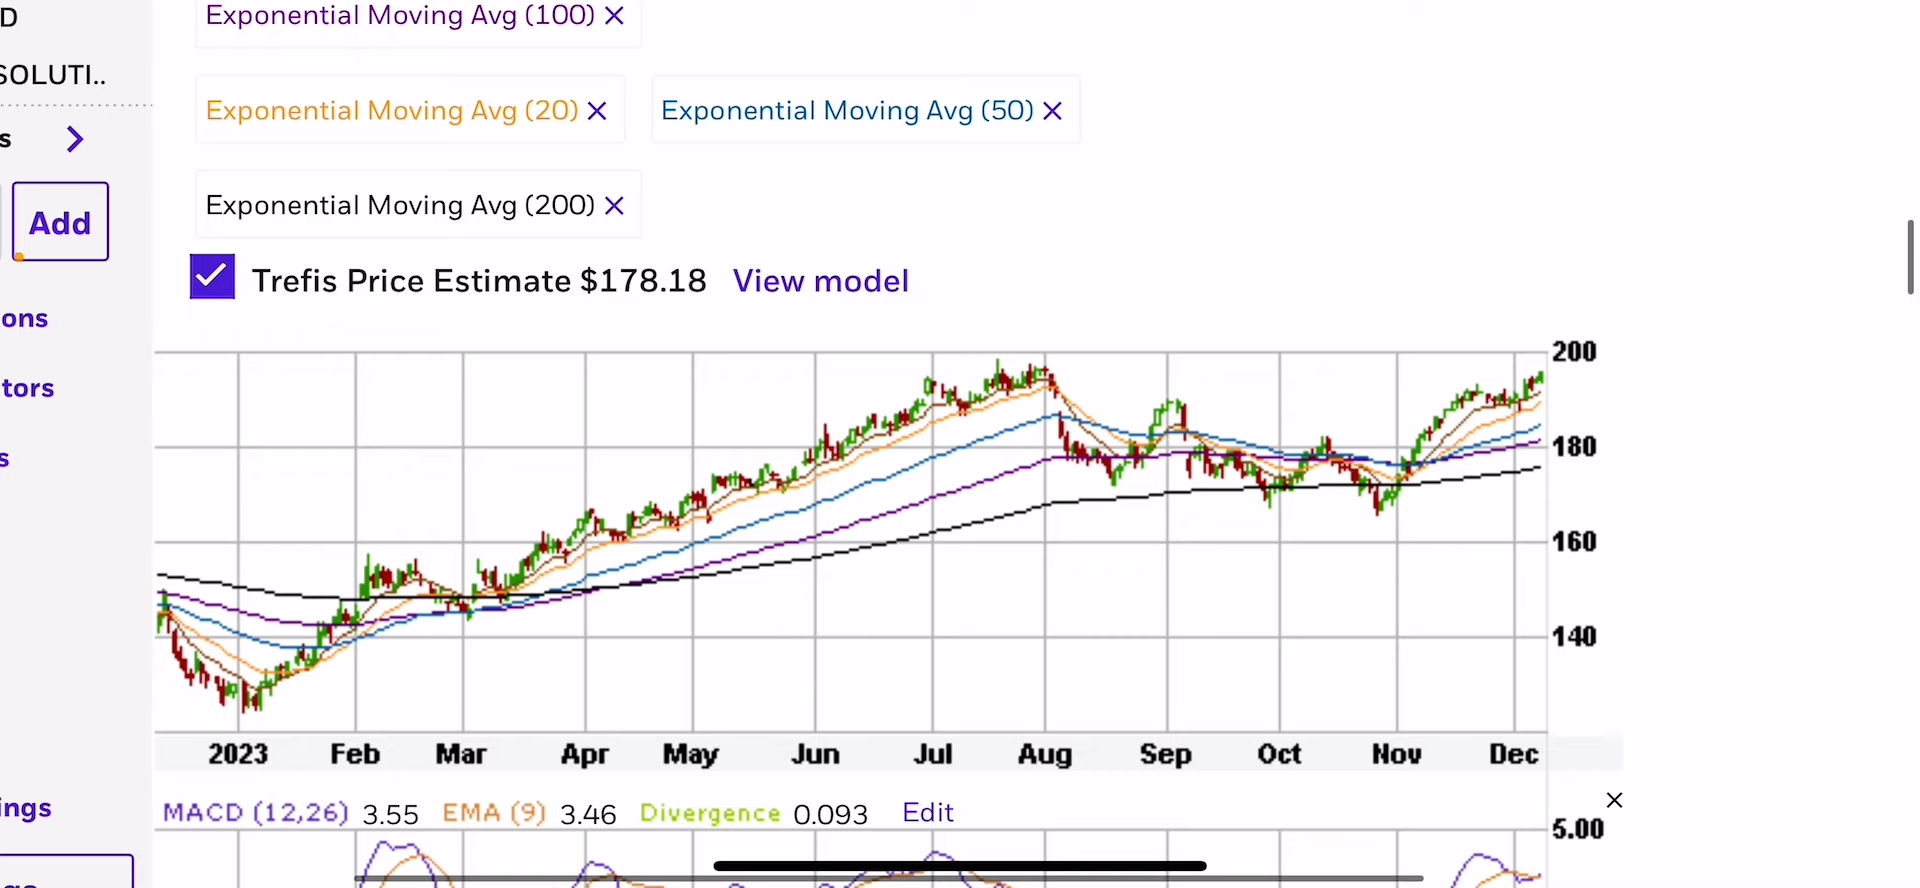 D
Exponential Moving Avg (100) ×
SOLUTI..
Exponential Moving Avg (20) × Exponential Moving Avg (50) ×
s
Exponential Moving Avg (200) ×
Add
Trefis Price Estimate $178.18 View model
ons
200
tors
180
s
160
140
2023 Feb Mar Apr May Jun Jul Aug Sep Oct Nov Dec
ings
MACD (12,26) 3.55 EMA (9) 3.46 Divergence 0.093 Edit ×
5.00